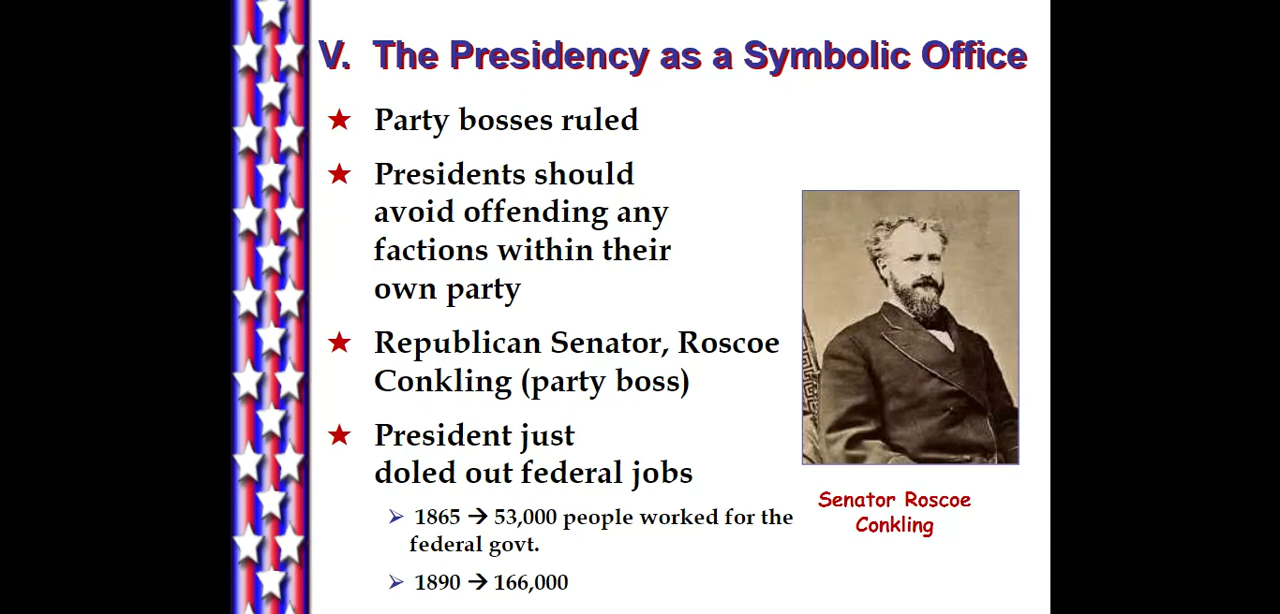 V. The Presidency as a Symbolic Office
Party bosses ruled
Presidents should
avoid offending any
factions within their
own party
Republican Senator, Roscoe
Conkling (party boss)
President just
doled out federal jobs
1865 → 53,000 people worked for the
federal govt.
1890 → 166,000
Senator Roscoe
Conkling